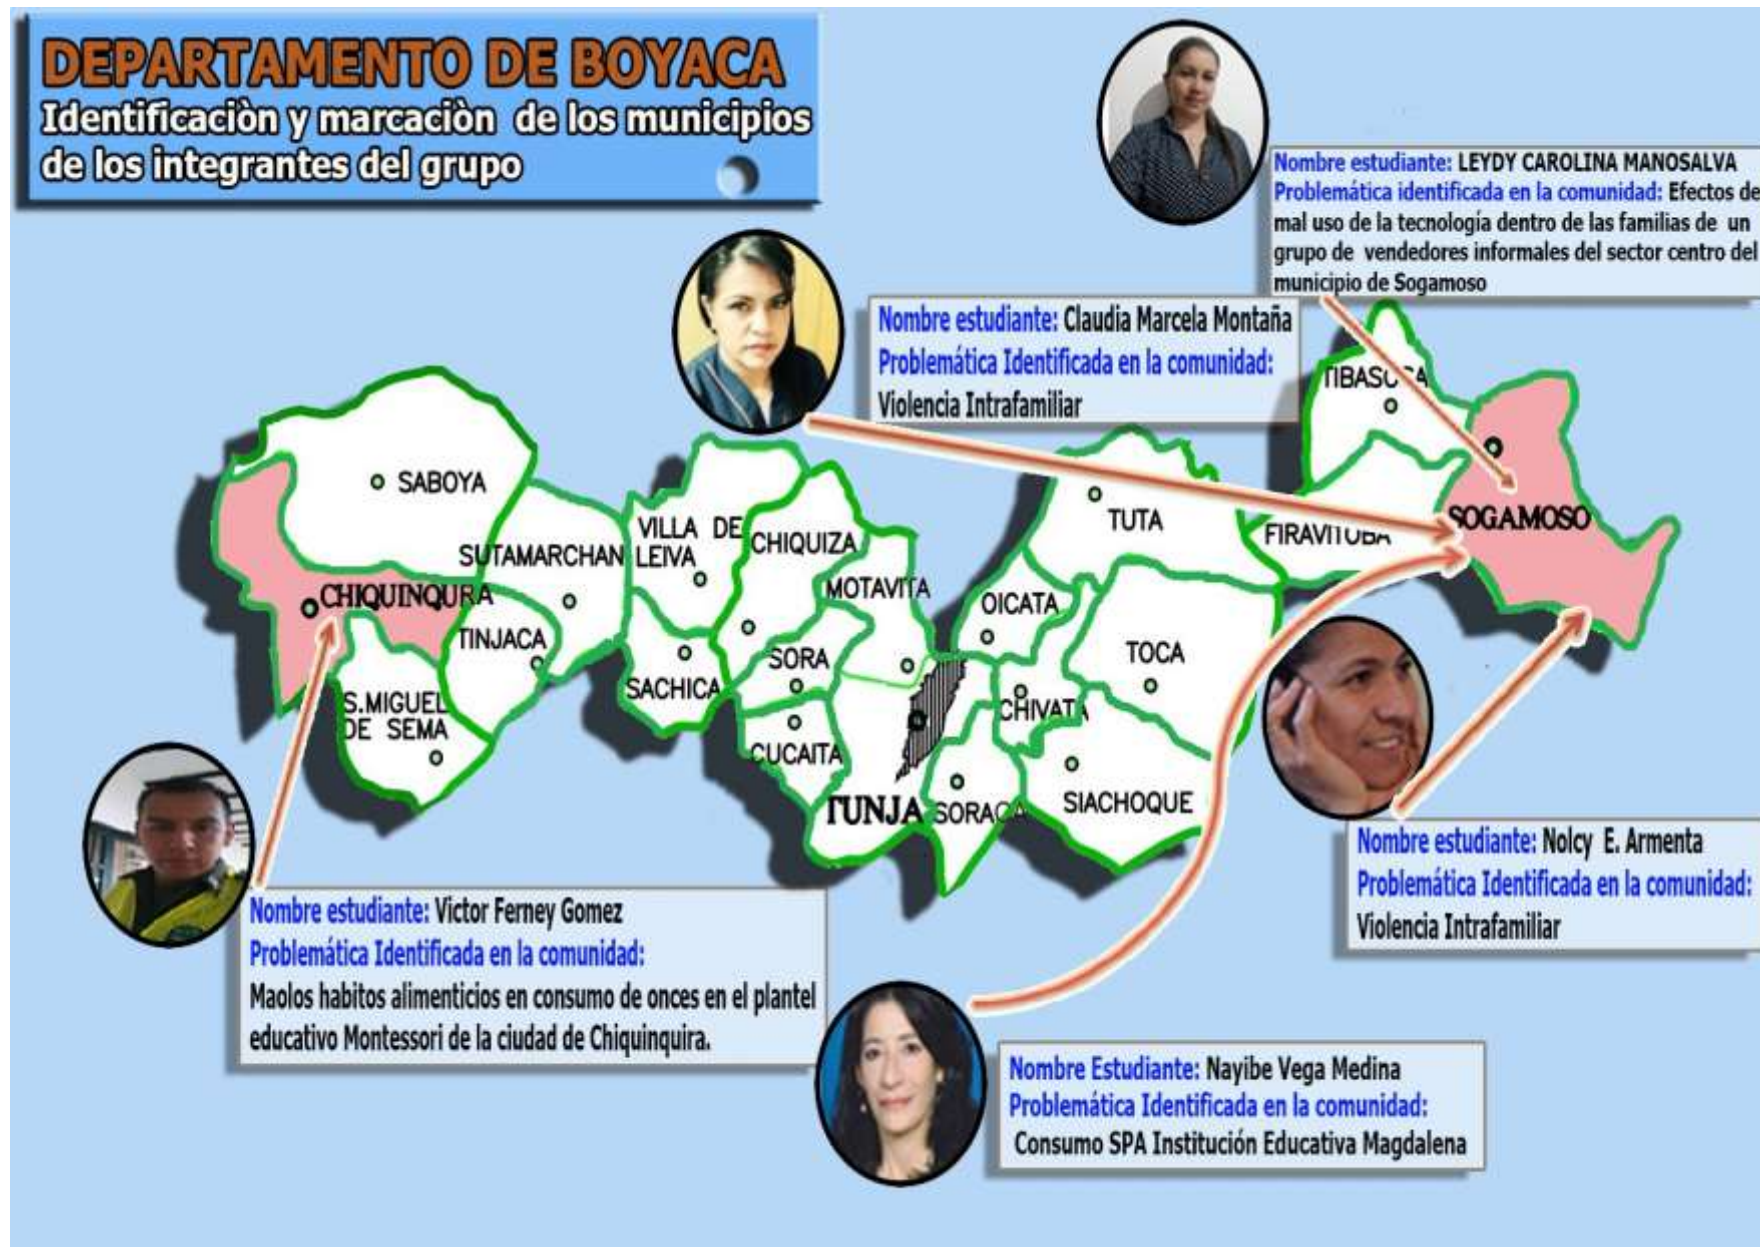 DEPARTAMENTO DE BOYACA
Identificaciòn y marcaciòn de los municipios
de los integrantes del grupo
Nombre estudiante: LEYDY CAROLINA MANOSALVA
Problemática identificada en la comunidad: Efectos de
mal uso de la tecnología dentro de las familias de un
grupo de vendedores informales del sector centro del
municipio de Sogamoso
Nombre estudiante: Claudia Marcela Montaña
Problemática Identificada en la comunidad:
Violencia Intrafamiliar
TIBASOSA
SABOYA
SOGAMOSO
TUTA
FIRAVITOBA
VILLA DE
LEIVA
CHIQUIZA
SUTAMARCHAN
MOTAVITA
CHIQUINQURA
OICATA
TINJACA
SORA
TOCA
SACHICA
S.MIGUEL
DE SEMA
CHIVATA
CUCAITA
TUNJA
SORACA
SIACHOQUE
Nombre estudiante: Nolcy E. Armenta
Problemática Identificada en la comunidad:
Violencia Intrafamiliar
Nombre estudiante: Victor Ferney Gomez
Problemática Identificada en la comunidad:
Maolos habitos alimenticios en consumo de onces en el plantel
educativo Montessori de la ciudad de Chiquinquira.
Nombre Estudiante: Nayibe Vega Medina
Problemática Identificada en la comunidad:
Consumo SPA Institución Educativa Magdalena